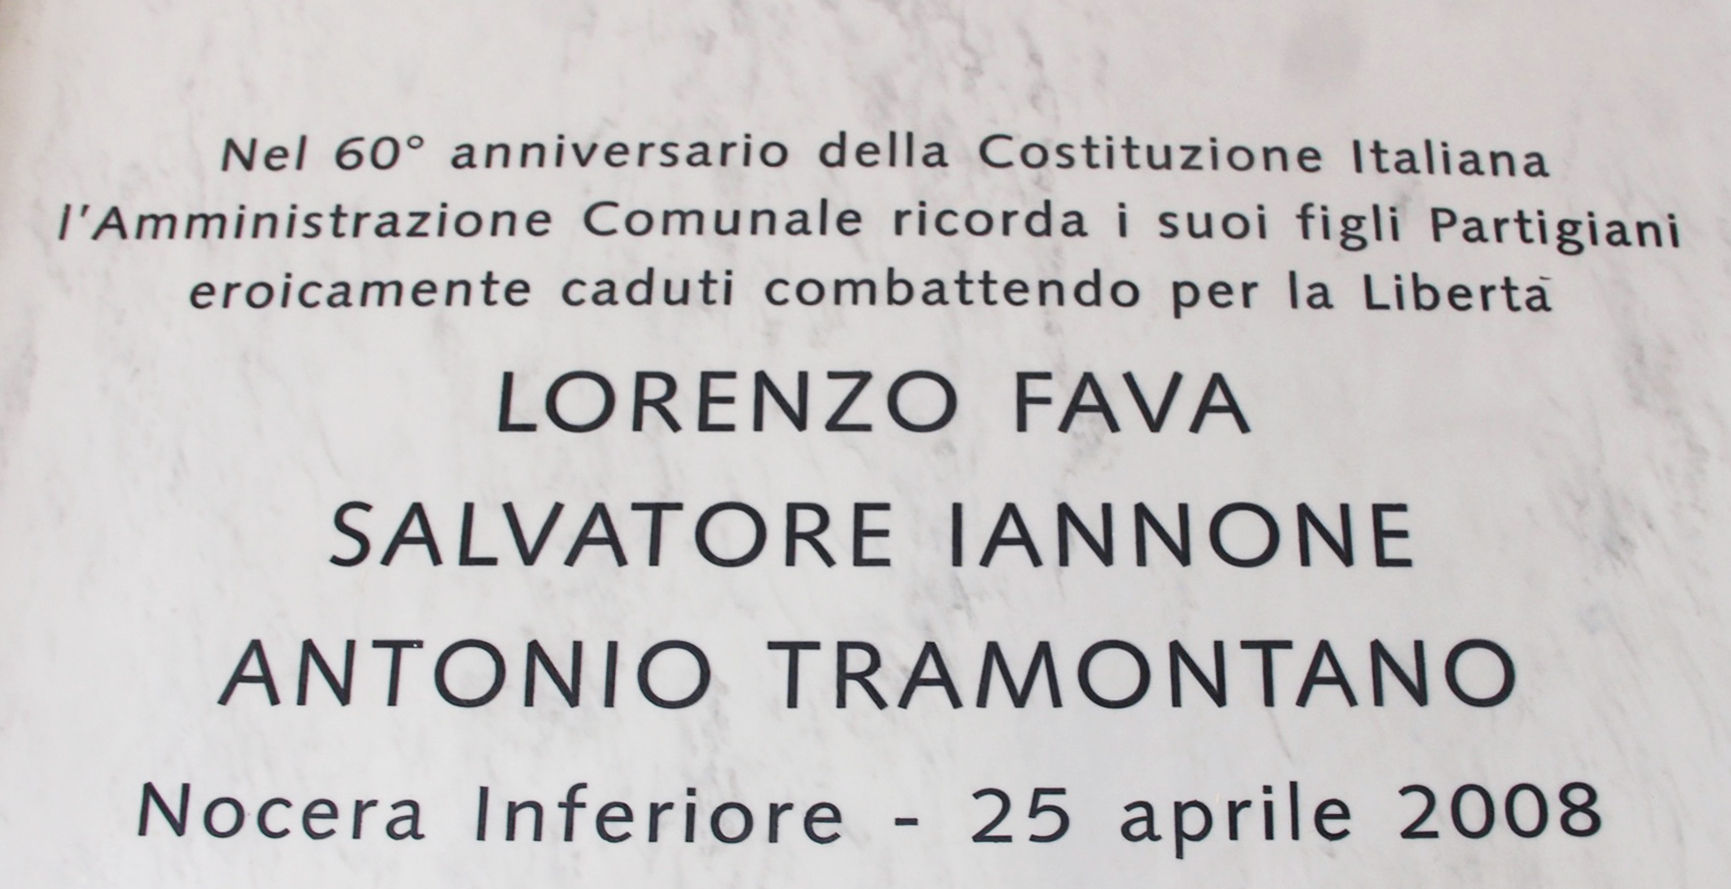 Nel 60° anniversario della Costituzione Italiana
l'Amministrazione Comunale ricorda i suoi figli Partigiani
eroicamente caduti combattendo per la Libertà
LORENZO FAVA
SALVATORE IANNONE
ANTONIO TRAMONTANO
Nocera Inferiore - 25 aprile 2008